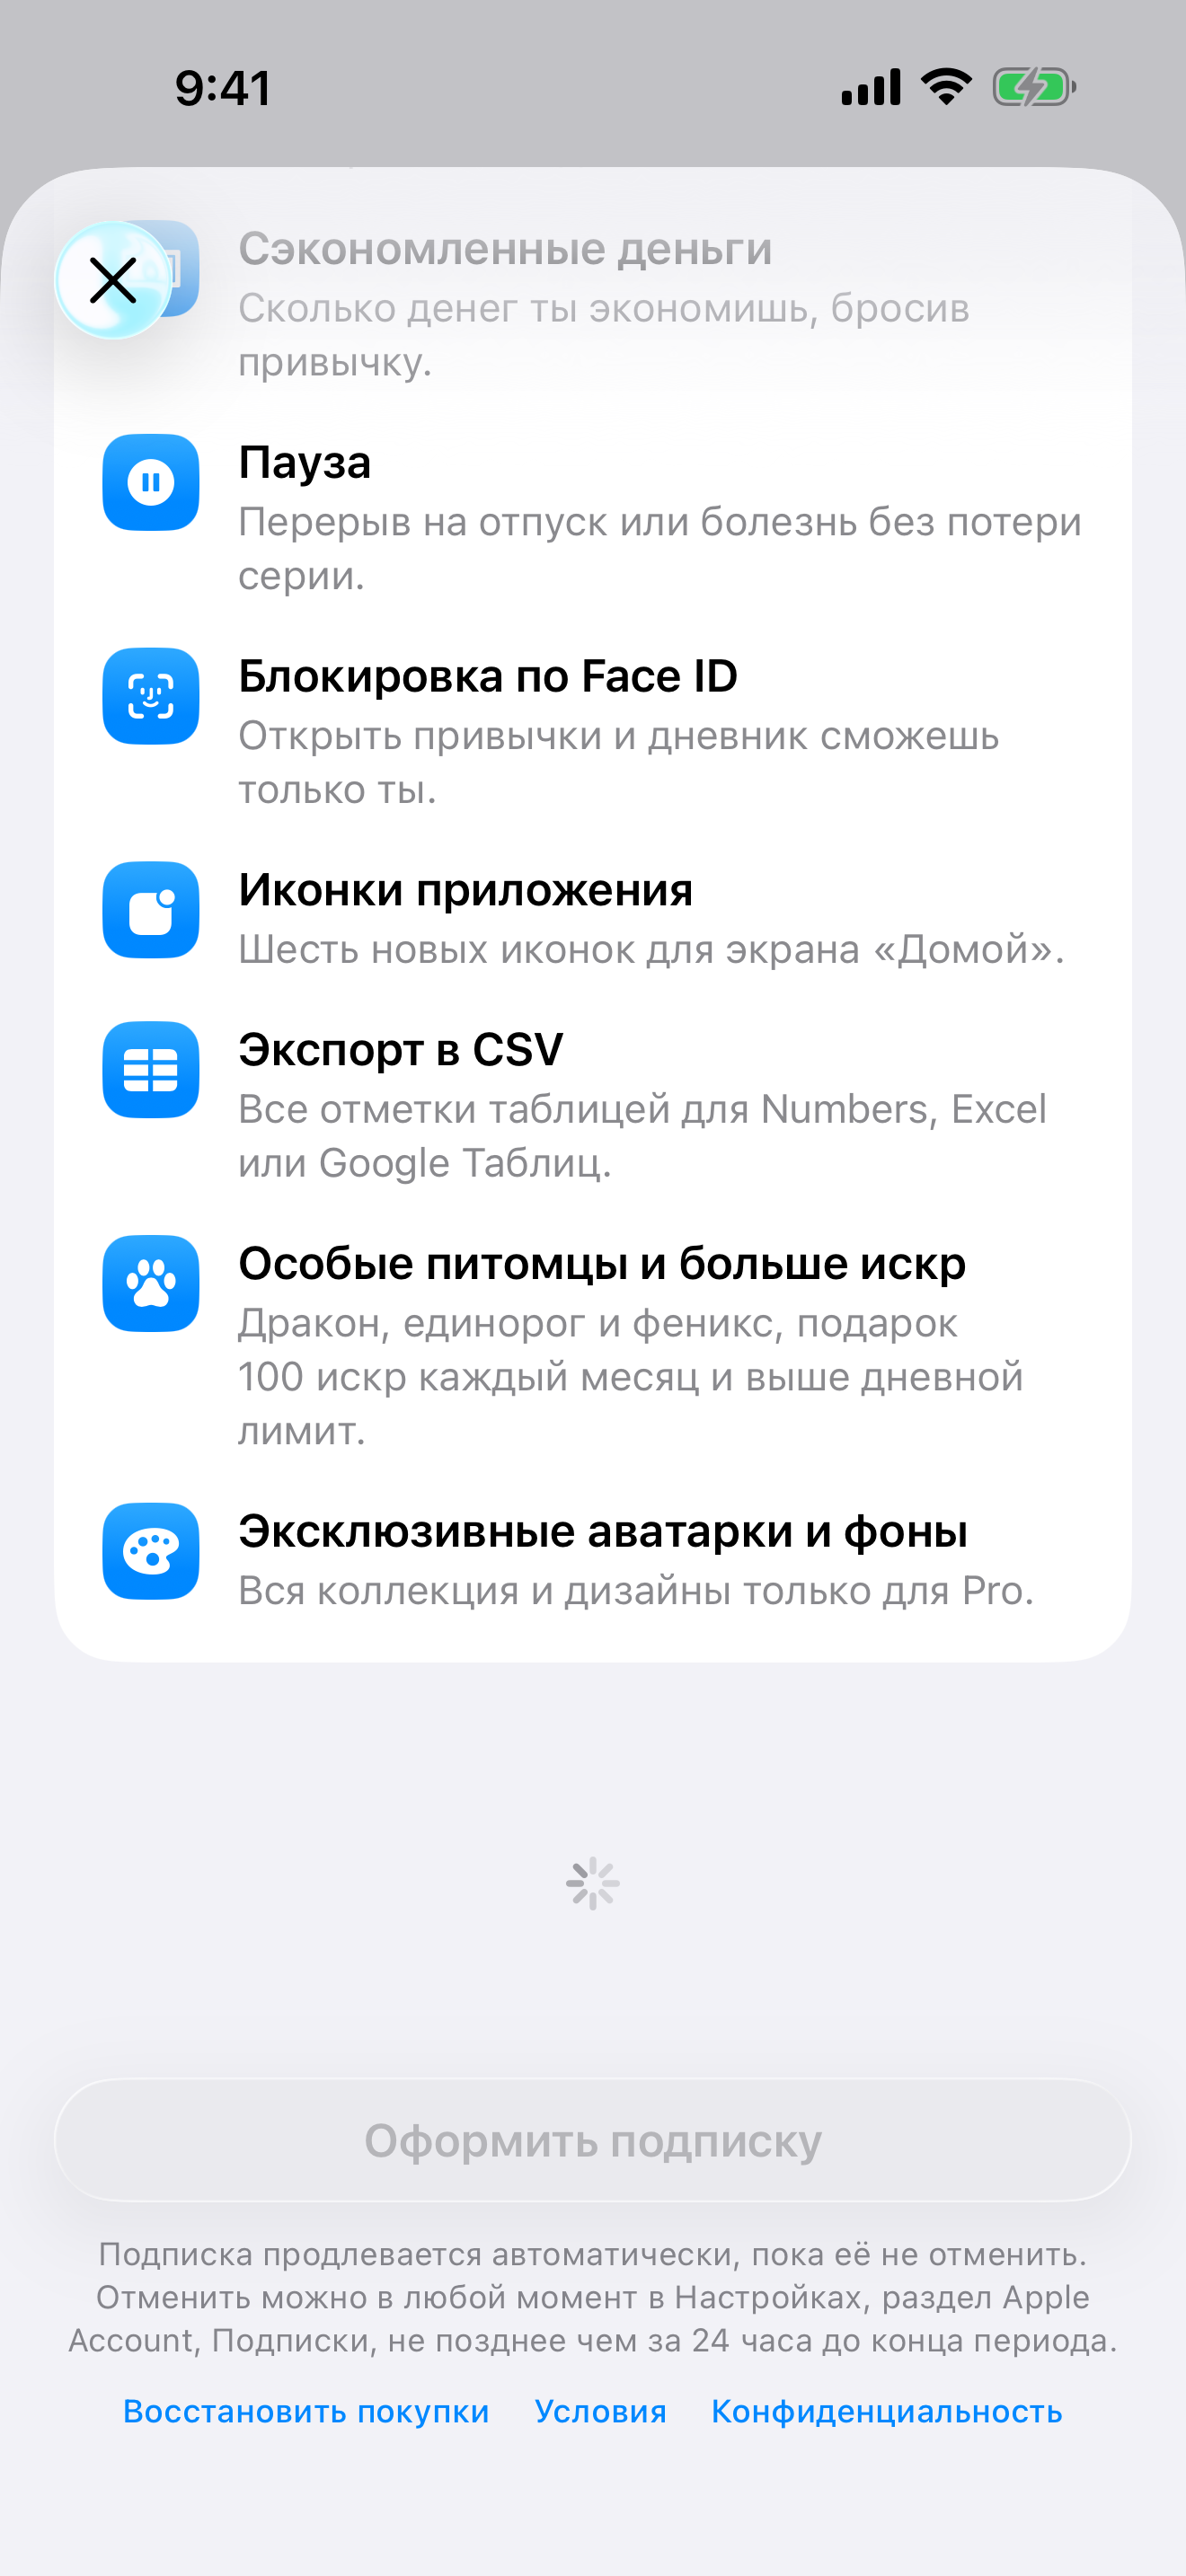 9:41
Сэкономленные деньги
Сколько денег ты экономишь, бросив
привычку.
Пауза
Перерыв на отпуск или болезнь без потери
серии.
Блокировка по Face ID
Открыть привычки и дневник сможешь
только ты.
Иконки приложения
Шесть новых иконок для экрана «Домой».
Экспорт в CSV
Все отметки таблицей для Numbers, Excel
или Google Таблиц.
Особые питомцы и больше искр
Дракон, единорог и феникс, подарок
100 искр каждый месяц и выше дневной
лимит.
Эксклюзивные аватарки и фоны
Вся коллекция и дизайны только для Pro.
Оформить подписку
Подписка продлевается автоматически, пока её не отменить.
Отменить можно в любой момент в Настройках, раздел Apple
Account, Подписки, не позднее чем за 24 часа до конца периода.
Восстановить покупки Условия Конфиденциальность